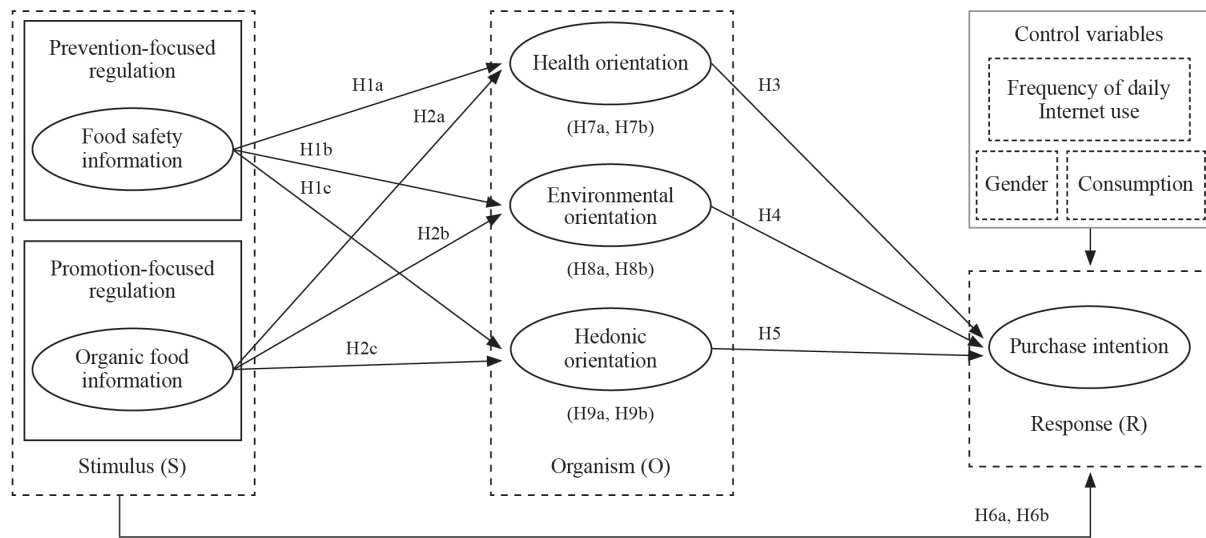 Prevention-focused
regulation
Food safety
information
Promotion-focused
regulation
Organic food
information
Stimulus (S)
H1a
H2a
H1b
H1c
H2b
H2c
Health orientation
(H7a, H7b)
Environmental
orientation
(H8a, H8b)
Hedonic
orientation
(H9a, H9b)
Organism (O)
H3
H4
H5
Control variables
Frequency of daily
Internet use
Gender
Consumption
Purchase intention
Response (R)
H6a, H6b